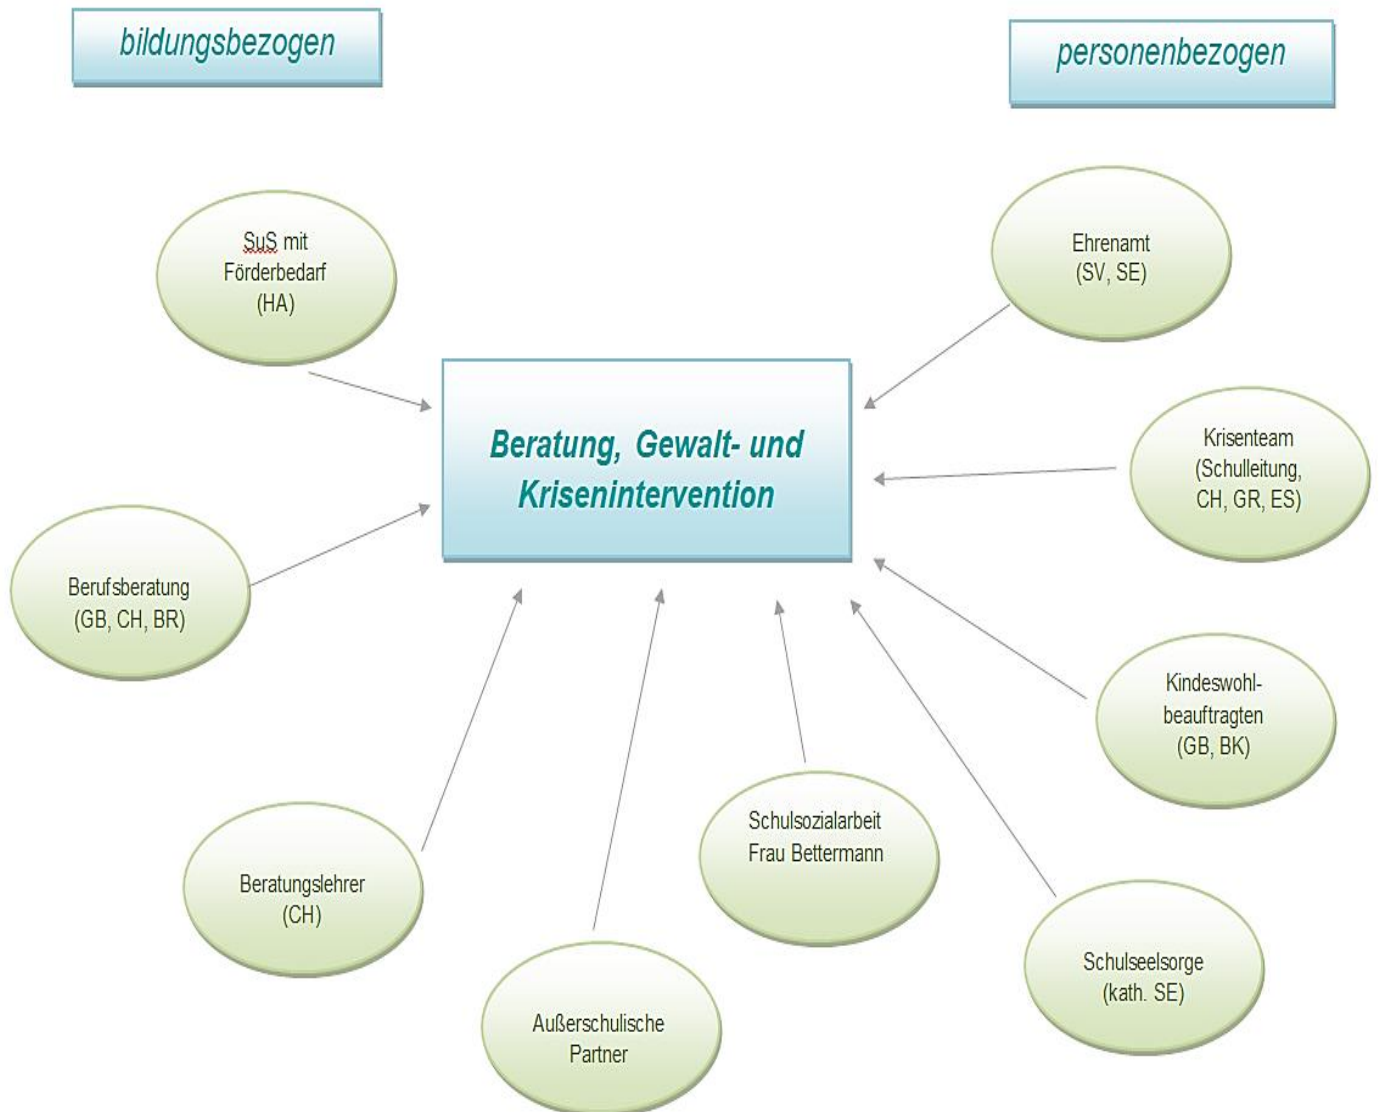 bildungsbezogen
personenbezogen
SuS mit
Förderbedarf
(HA)
Ehrenamt
(SV, SE)
Beratung, Gewalt- und
Krisenintervention
Krisenteam
(Schulleitung,
CH, GR, ES)
Berufsberatung
(GB, CH, BR)
Kindeswohl-
beauftragten
(GB, BK)
Schulsozialarbeit
Frau Bettermann
Beratungslehrer
(CH)
Schulseelsorge
(kath. SE)
Außerschulische
Partner